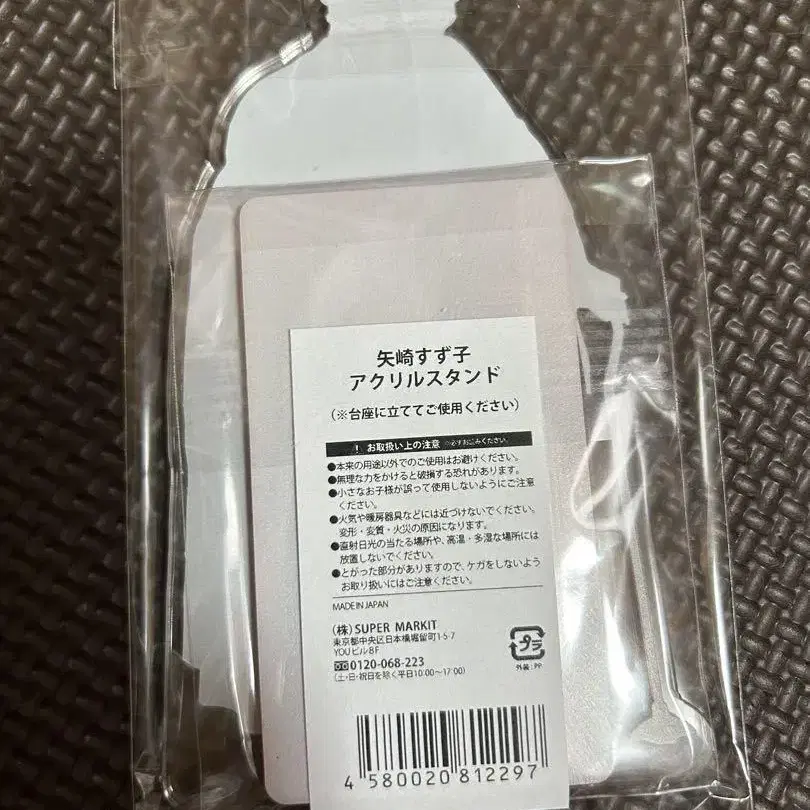 矢崎すず子
アクリルスタンド
（※台座に立ててご使用ください）
お取扱い上の注意 ※必ずお読みください。
●本来の用途以外でのご使用はお避けください。
●無理な力をかけると破損する恐れがあります。
●小さなお子様が誤って使用しないようにご注意
ください。
●火気や暖房器具などには近づけないでください。
変形・変質・火災の原因になります。
●直射日光の当たる場所や、高温・多湿な場所には
放置しないでください。
●とがった部分がありますので、ケガをしないよう
お取り扱いにはご注意ください。
MADE IN JAPAN
（株）SUPER MARKIT
東京都中央区日本橋堀留町1-5-7
YOUビル8F
0120-068-223
（土・日・祝日を除く平日10:00〜17:00）
プラ
外装:PP
4 580020 812297